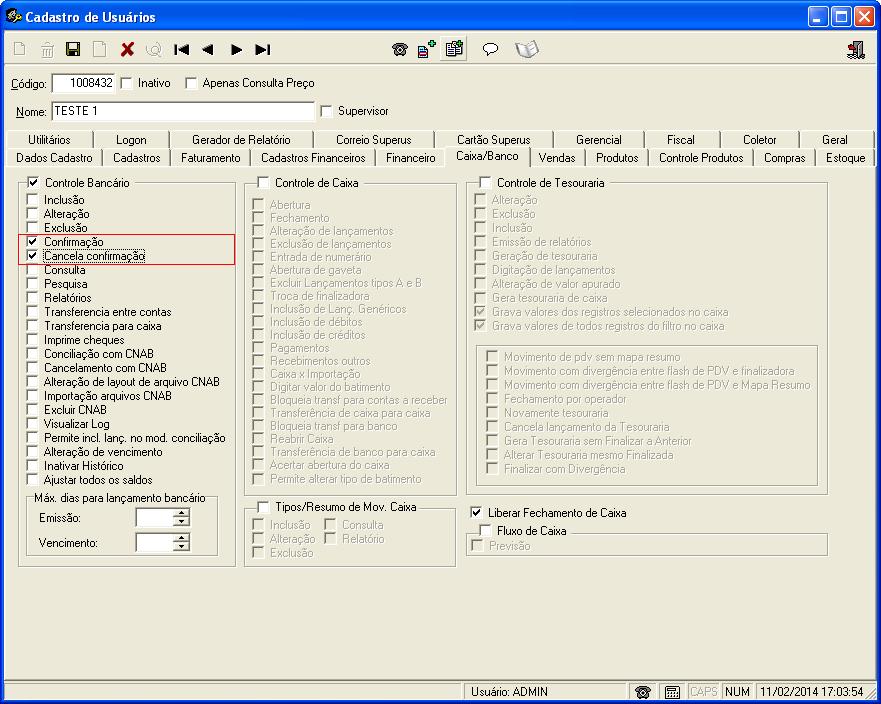 Cadastro de Usuários
Código: 1008432 Inativo Apenas Consulta Preço
Nome: TESTE 1 Supervisor
Utilitários Logon Gerador de Relatório Correio Superus Cartão Superus Gerencial Fiscal Coletor Geral
Dados Cadastro Cadastros Faturamento Cadastros Financeiros Financeiro Caixa/Banco Vendas Produtos Controle Produtos Compras Estoque
Controle Bancário
Inclusão
Alteração
Exclusão
Confirmação
Cancela confirmação
Consulta
Pesquisa
Relatórios
Transferencia entre contas
Transferencia para caixa
Imprime cheques
Conciliação com CNAB
Cancelamento com CNAB
Alteração de layout de arquivo CNAB
Importação arquivos CNAB
Excluir CNAB
Visualizar Log
Permite incl. lanç. no mod. conciliação
Alteração de vencimento
Inativar Histórico
Ajustar todos os saldos
Máx. dias para lançamento bancário
Emissão:
Vencimento:
Controle de Caixa
Abertura
Fechamento
Alteração de lançamentos
Exclusão de lançamentos
Entrada de numerário
Abertura de gaveta
Excluir Lançamentos tipos A e B
Troca de finalizadora
Inclusão de Lanç. Genéricos
Inclusão de débitos
Inclusão de créditos
Pagamentos
Recebimentos outros
Caixa x Importação
Digitar valor do batimento
Bloqueia transf para contas a receber
Transferência de caixa para caixa
Bloqueia transf para banco
Reabrir Caixa
Transferência de banco para caixa
Acertar abertura do caixa
Permite alterar tipo de batimento
Tipos/Resumo de Mov. Caixa
Inclusão Consulta
Alteração Relatório
Exclusão
Controle de Tesouraria
Alteração
Exclusão
Inclusão
Emissão de relatórios
Geração de tesouraria
Digitação de lançamentos
Alteração de valor apurado
Gera tesouraria de caixa
Grava valores dos registros selecionados no caixa
Grava valores de todos registros do filtro no caixa
Movimento de pdv sem mapa resumo
Movimento com divergência entre flash de PDV e finalizadora
Movimento com divergência entre flash de PDV e Mapa Resumo
Fechamento por operador
Novamente tesouraria
Cancela lançamento da Tesouraria
Gera Tesouraria sem Finalizar a Anterior
Alterar Tesouraria mesmo Finalizada
Finalizar com Divergência
Liberar Fechamento de Caixa
Fluxo de Caixa
Previsão
Usuário: ADMIN CAPS NUM 11/02/2014 17:03:54